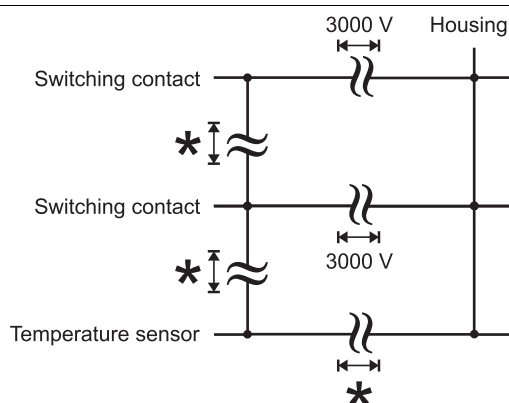 3000 V
Housing
Switching contact
*
Switching contact
3000 V
*
Temperature sensor
*